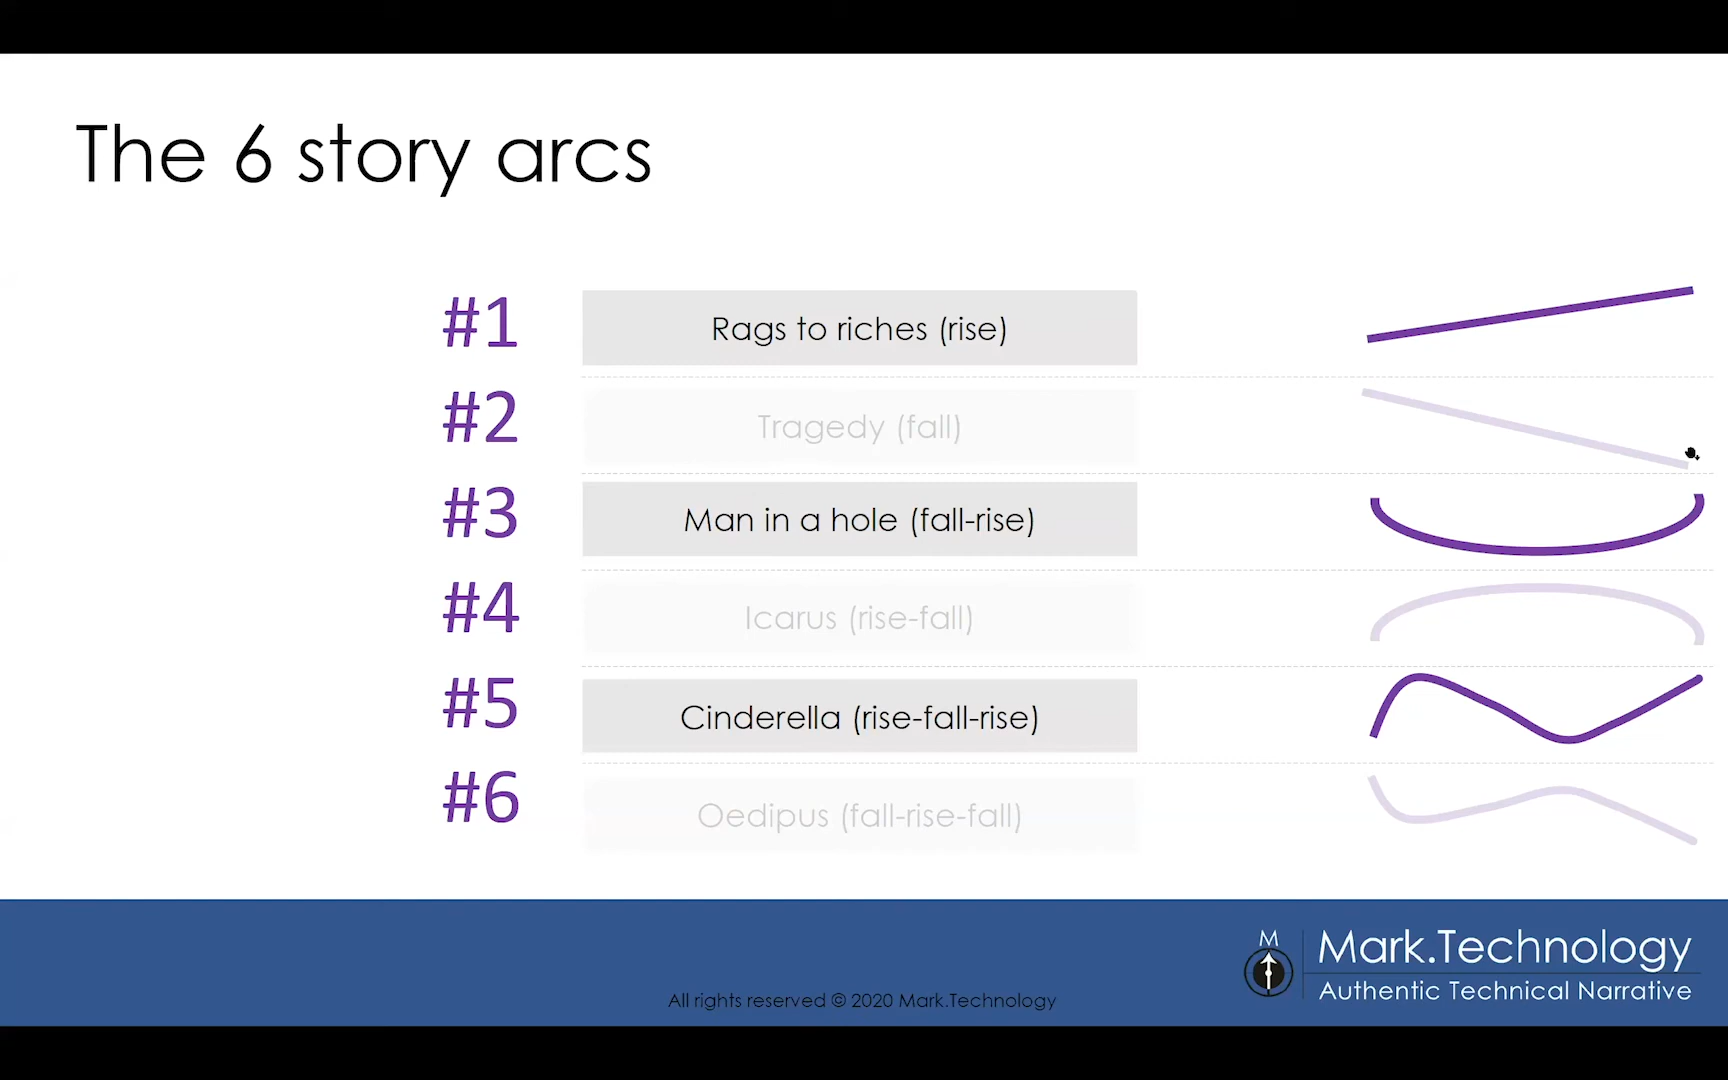 The 6 story arcs
#1 Rags to riches (rise)
#2 Tragedy (fall)
#3 Man in a hole (fall-rise)
#4 Icarus (rise-fall)
#5 Cinderella (rise-fall-rise)
#6 Oedipus (fall-rise-fall)
M
Mark.Technology
Authentic Technical Narrative
All rights reserved © 2020 Mark.Technology